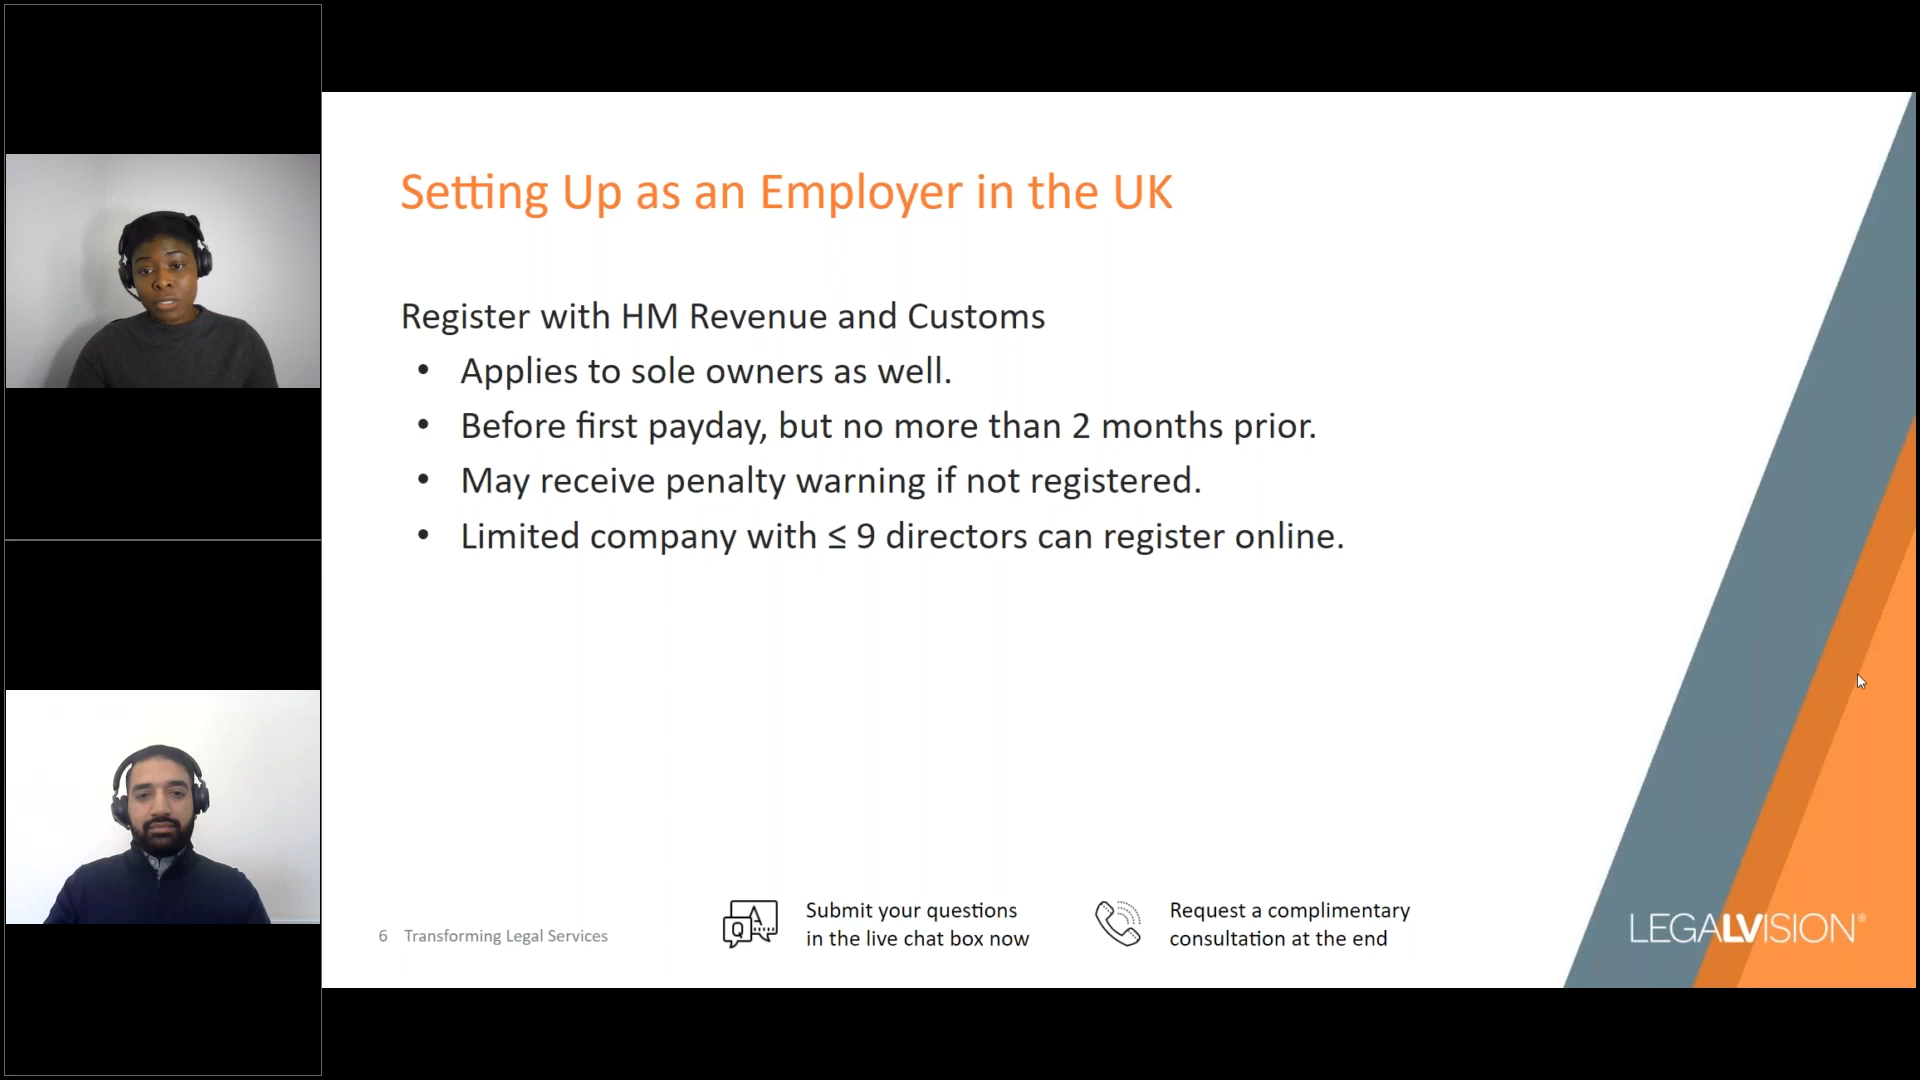 Setting Up as an Employer in the UK
Register with HM Revenue and Customs
• Applies to sole owners as well.
• Before first payday, but no more than 2 months prior.
• May receive penalty warning if not registered.
• Limited company with ≤ 9 directors can register online.
6 Transforming Legal Services
Q A
Submit your questions
in the live chat box now
Request a complimentary
consultation at the end
LEGALVISION®